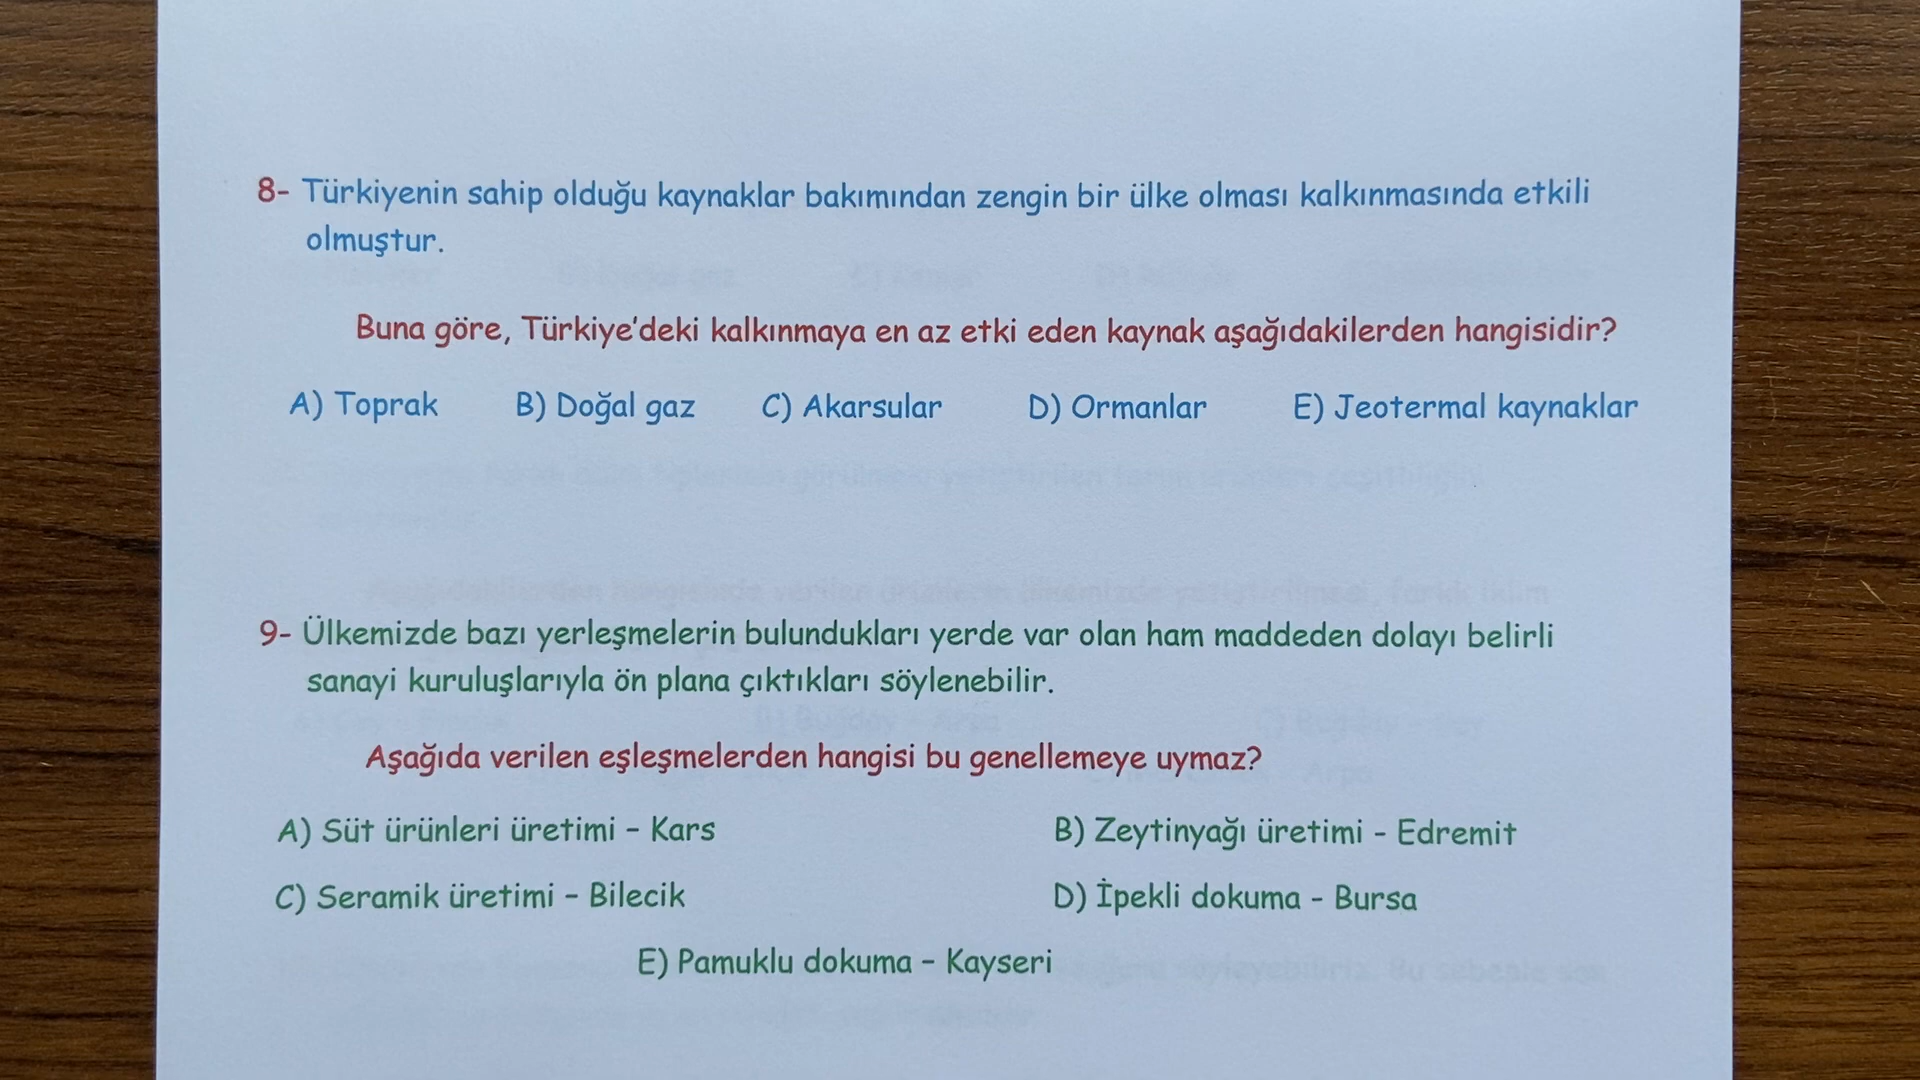 8- Türkiyenin sahip olduğu kaynaklar bakımından zengin bir ülke olması kalkınmasında etkili
olmuştur.
Buna göre, Türkiye'deki kalkınmaya en az etki eden kaynak aşağıdakilerden hangisidir?
A) Toprak B) Doğal gaz C) Akarsular D) Ormanlar E) Jeotermal kaynaklar
9- Ülkemizde bazı yerleşmelerin bulundukları yerde var olan ham maddeden dolayı belirli
sanayi kuruluşlarıyla ön plana çıktıkları söylenebilir.
Aşağıda verilen eşleşmelerden hangisi bu genellemeye uymaz?
A) Süt ürünleri üretimi - Kars B) Zeytinyağı üretimi - Edremit
C) Seramik üretimi - Bilecik D) İpekli dokuma - Bursa
E) Pamuklu dokuma - Kayseri